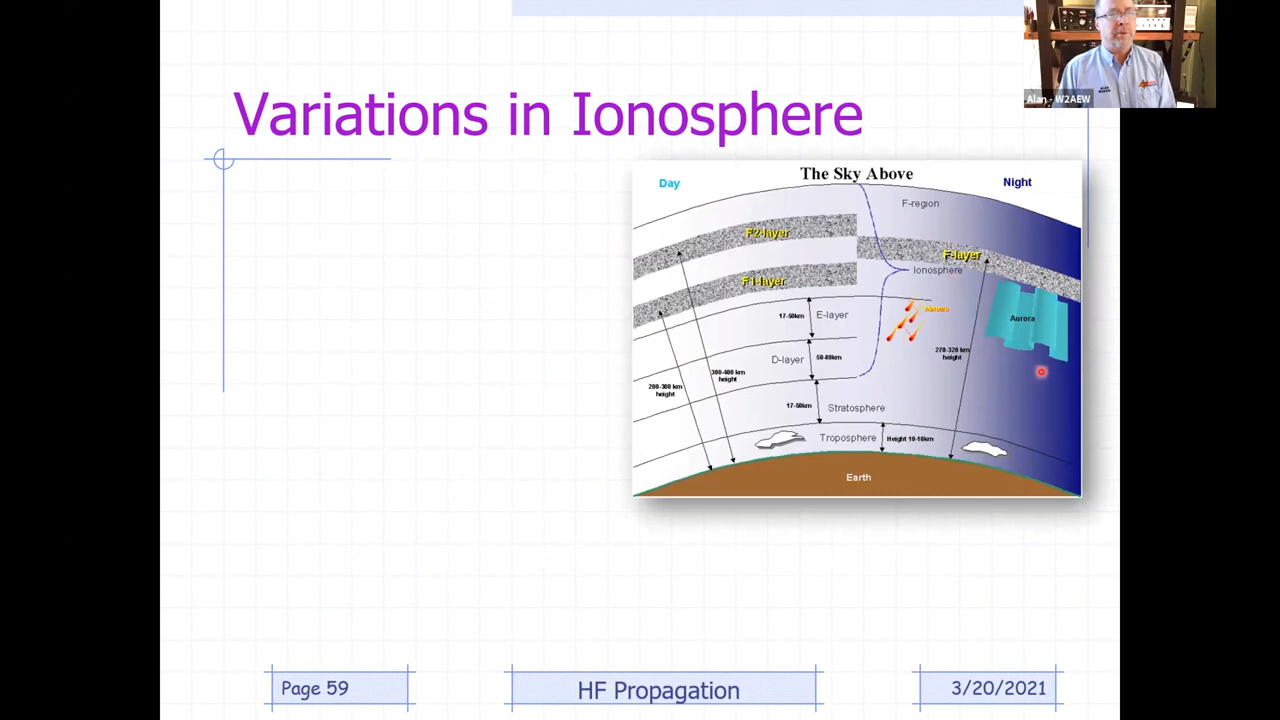 Alan - W2AEW
Variations in Ionosphere
The Sky Above
Day
Night
F-region
F2-layer
F-layer
Ionosphere
F1-layer
17-50km
E-layer
Meteors
Aurora
D-layer
50-80km
270-320 km
height
300-400 km
height
200-300 km
height
17-50km
Stratosphere
Troposphere
Height 10-18km
Earth
Page 59
HF Propagation
3/20/2021